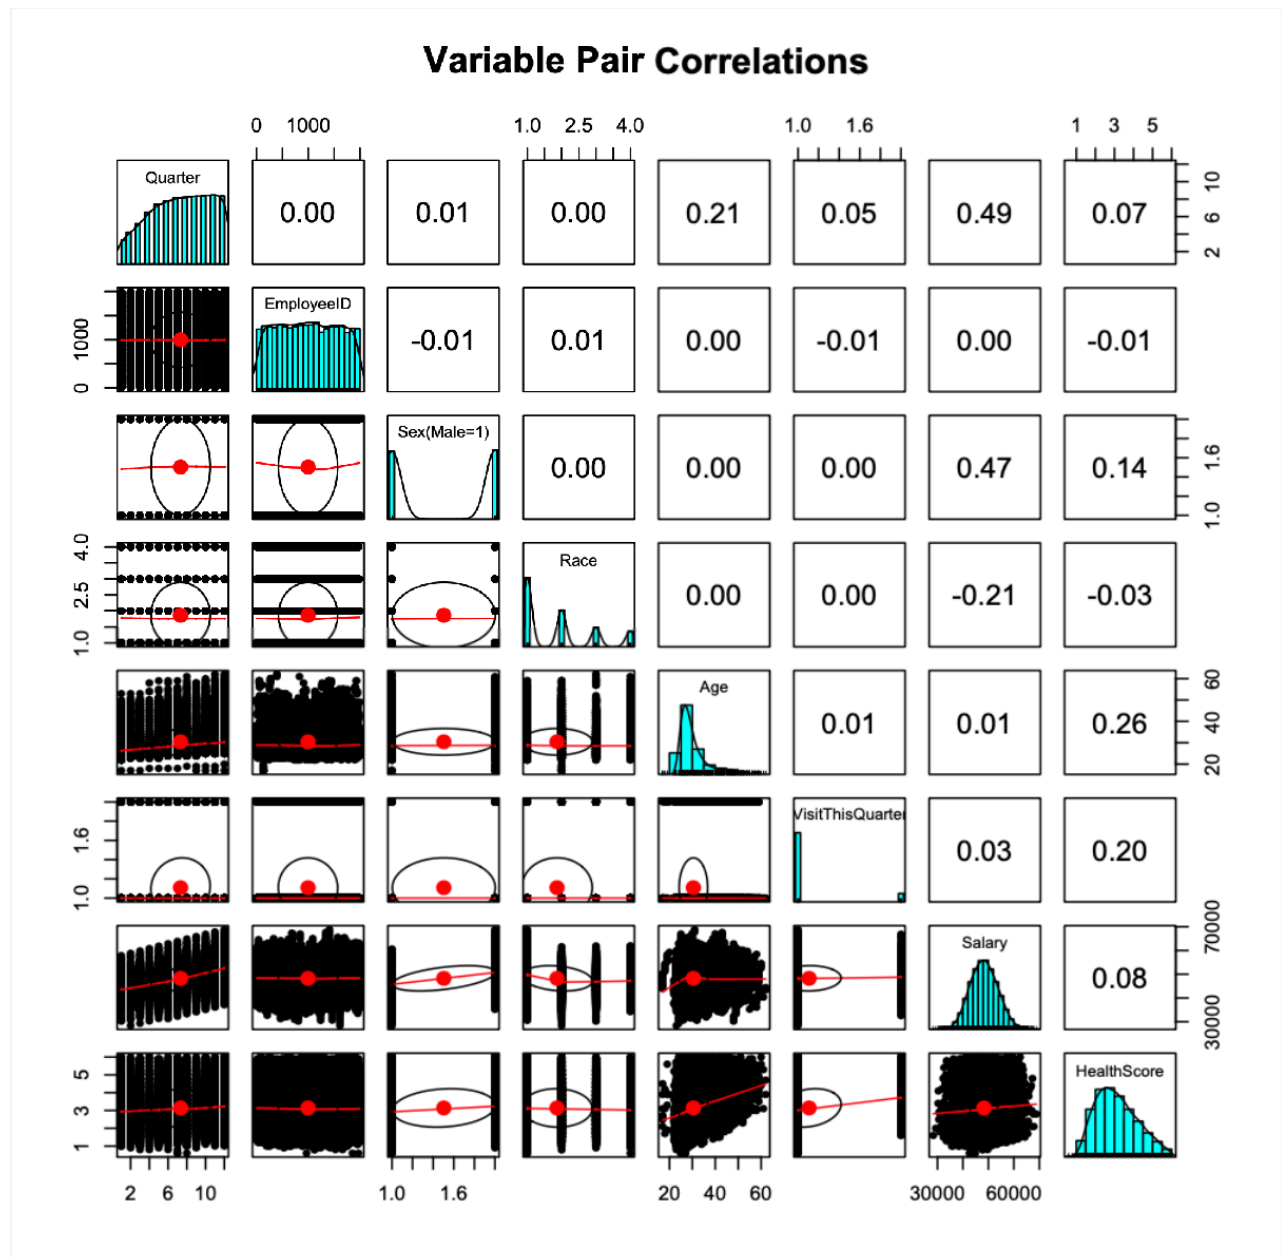 Variable Pair Correlations
0 1000 1.0 2.5 4.0 1.0 1.6 1 3 5
Quarter 0.00 0.01 0.00 0.21 0.05 0.49 0.07 2 6 10
0 1000 EmployeeID -0.01 0.01 0.00 -0.01 0.00 -0.01
Sex(Male=1) 0.00 0.00 0.00 0.47 0.14 1.0 1.6
1.0 2.5 4.0 Race 0.00 0.00 -0.21 -0.03
Age 0.01 0.01 0.26 20 40 60
1.0 1.6 VisitThisQuarter 0.03 0.20
Salary 0.08 30000 70000
1 3 5 HealthScore
2 6 10 1.0 1.6 20 40 60 30000 60000